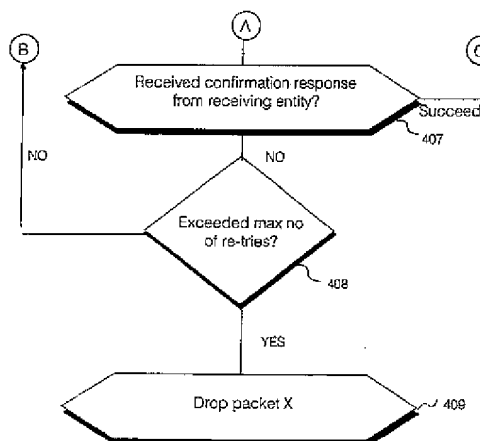 B
A
C
Received confirmation response
from receiving entity?
Succeed
407
NO
NO
Exceeded max no
of re-tries?
408
YES
Drop packet X
409